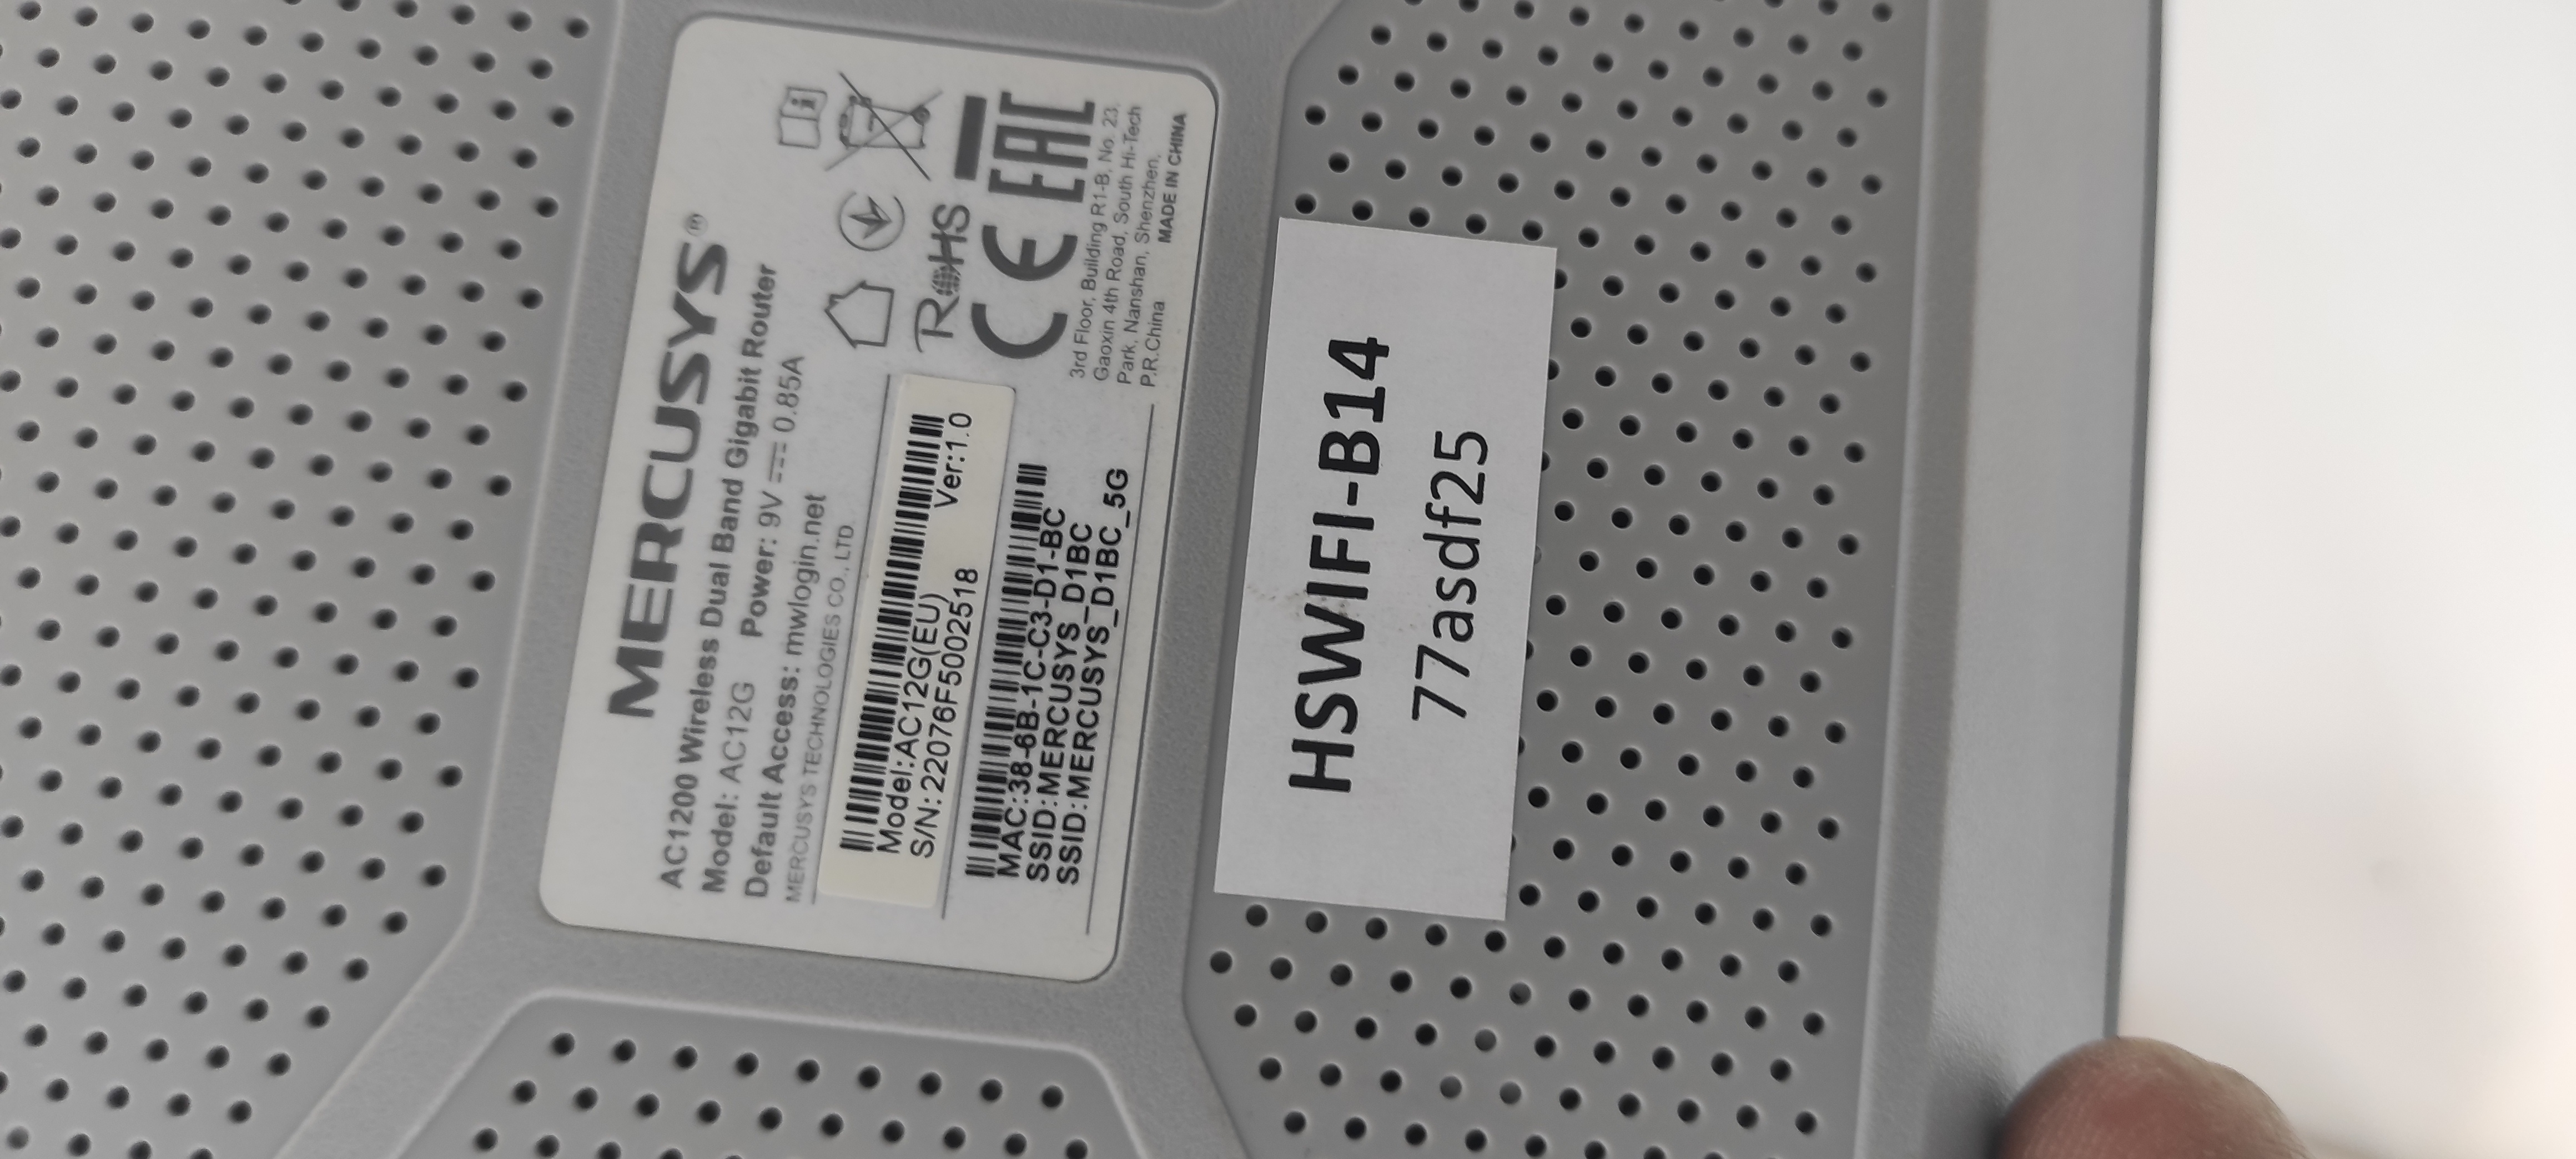 MERCUSYS®
AC1200 Wireless Dual Band Gigabit Router
Model: AC12G Power: 9V⎓0.85A
Default Access: mwlogin.net
MERCUSYS TECHNOLOGIES CO., LTD.
Model:AC12G(EU)
S/N:22076F5002518 Ver:1.0
MAC:38-6B-1C-C3-D1-BC
SSID:MERCUSYS_D1BC
SSID:MERCUSYS_D1BC_5G
RoHS
CE EAC
3rd Floor, Building R1-B, No. 23,
Gaoxin 4th Road, South Hi-Tech
Park, Nanshan, Shenzhen,
P.R.China MADE IN CHINA
HSWIFI-B14
77asdf25